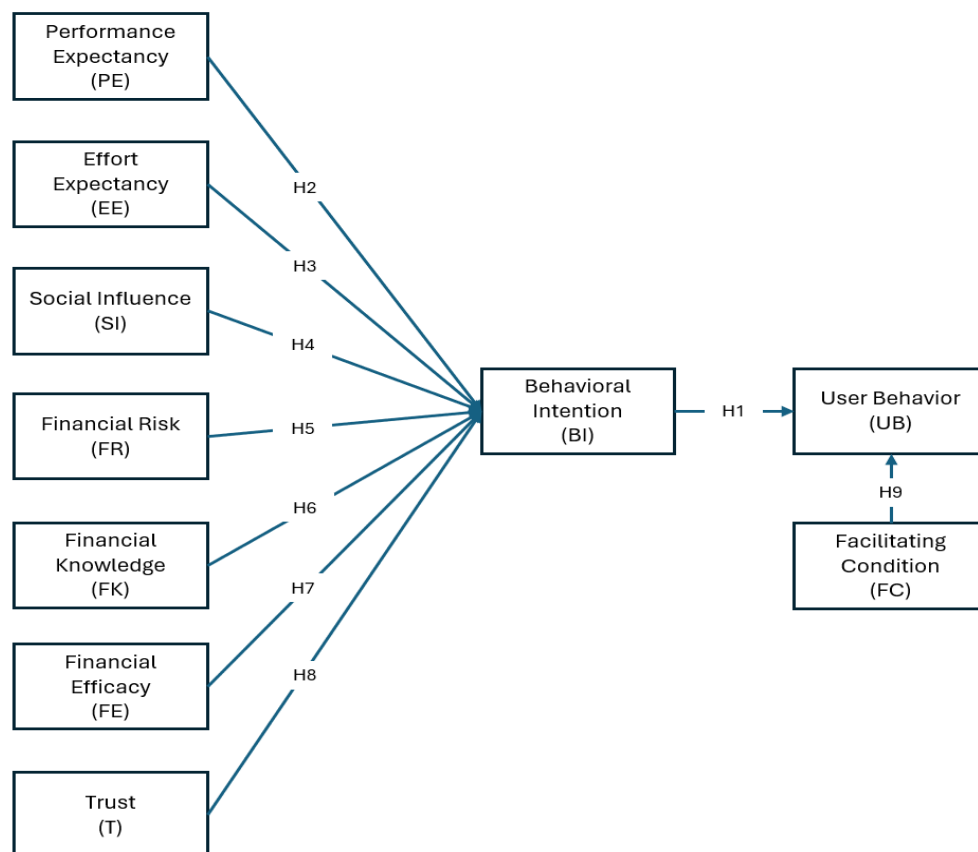 Performance
Expectancy
(PE)
Effort
Expectancy
(EE)
Social Influence
(SI)
Financial Risk
(FR)
Financial
Knowledge
(FK)
Financial
Efficacy
(FE)
Trust
(T)
H2
H3
H4
H5
H6
H7
H8
Behavioral
Intention
(BI)
H1
User Behavior
(UB)
H9
Facilitating
Condition
(FC)